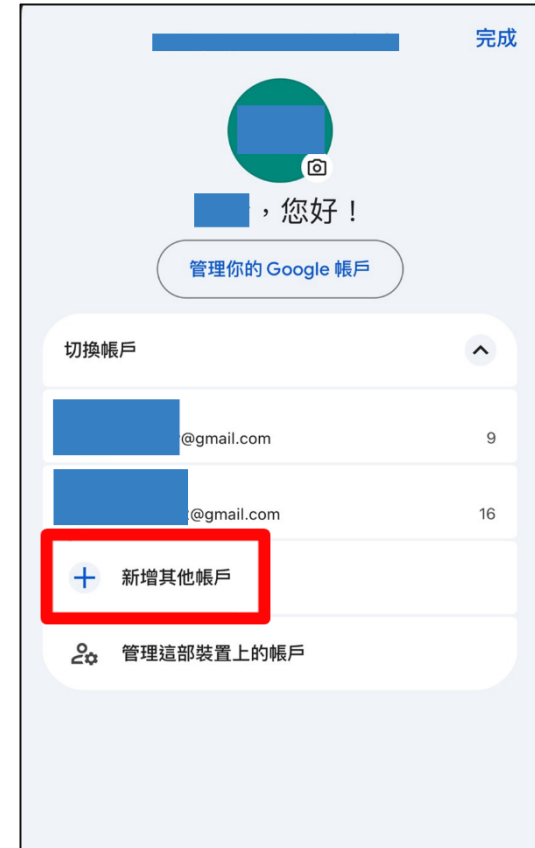 完成
，您好！
管理你的 Google 帳戶
切換帳戶
@gmail.com 9
@gmail.com 16
新增其他帳戶
管理這部裝置上的帳戶